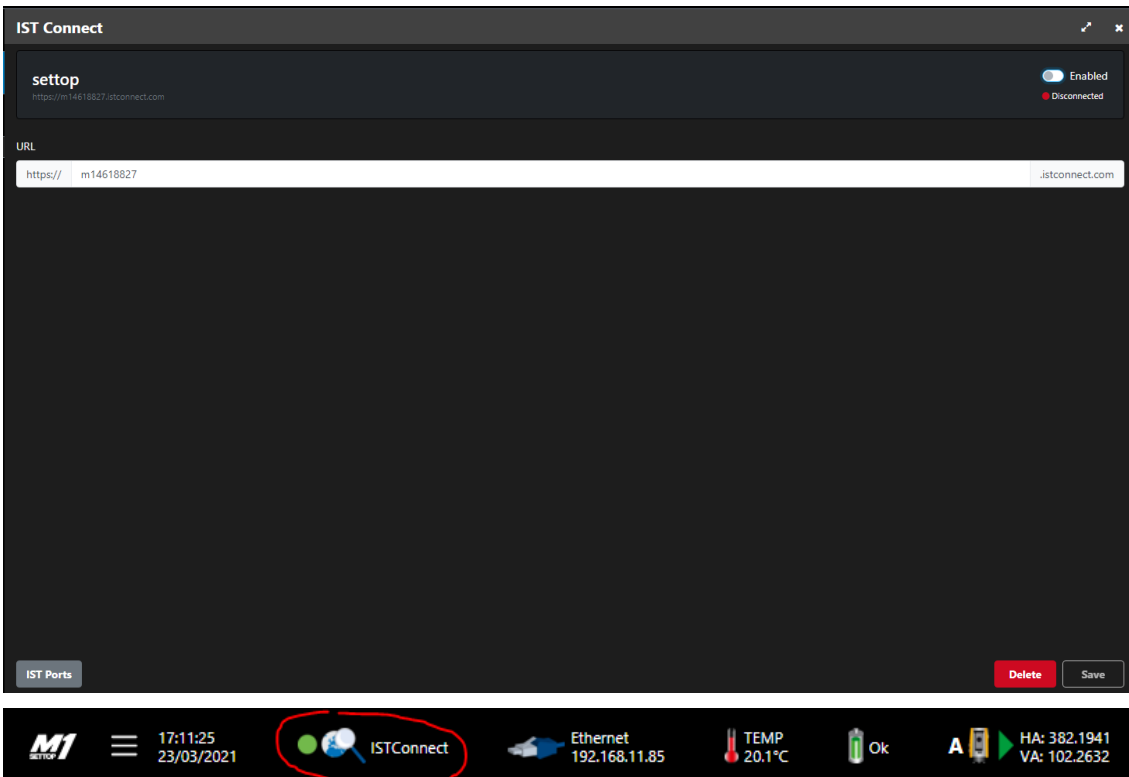 IST Connect
settop
Enabled
https://m14618827.istconnect.com
Disconnected
URL
https:// m14618827 .istconnect.com
IST Ports
Delete Save
M1
SETTOP
17:11:25
23/03/2021
ISTConnect
Ethernet
192.168.11.85
TEMP
20.1°C
Ok
A
HA: 382.1941
VA: 102.2632